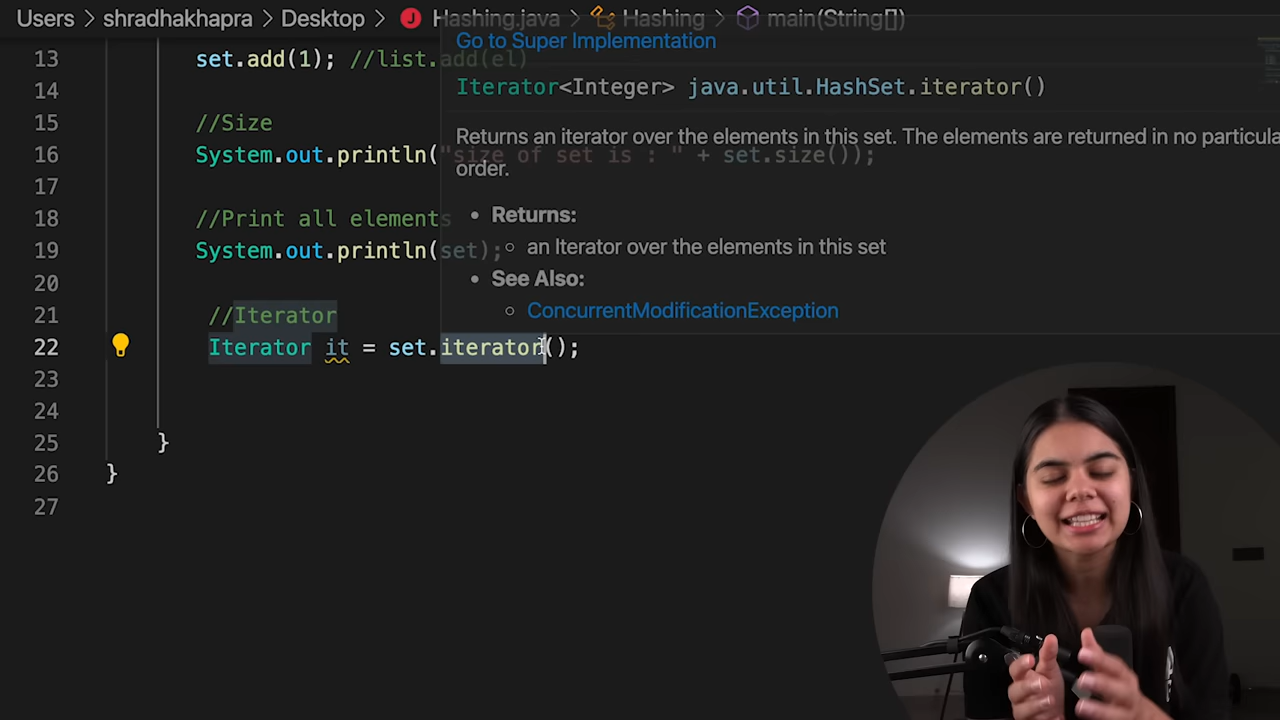 Users > shradhakhapra > Desktop > J Hashing.java > Hashing > main(String[])
Go to Super Implementation
13 set.add(1); //list.add(el)
Iterator<Integer> java.util.HashSet.iterator()
14
15 //Size
Returns an iterator over the elements in this set. The elements are returned in no particula
16 System.out.println("size of set is : " + set.size());
order.
17
18 //Print all elements
• Returns:
19 System.out.println(set);
◦ an Iterator over the elements in this set
20
• See Also:
21 //Iterator
◦ ConcurrentModificationException
22 Iterator it = set.iterator();
23
24
25 }
26 }
27